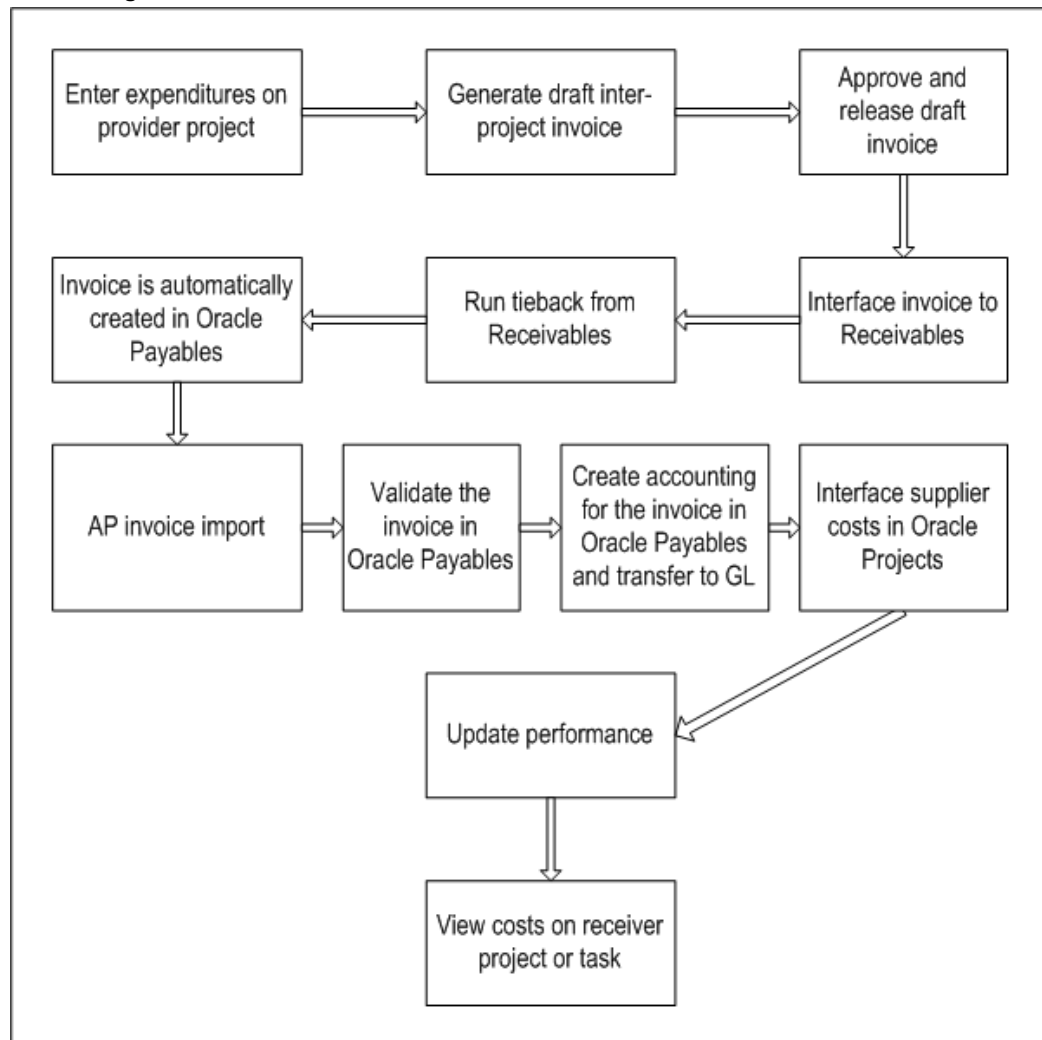 Enter expenditures on
provider project
Generate draft inter-
project invoice
Approve and
release draft
invoice
Invoice is automatically
created in Oracle
Payables
Run tieback from
Receivables
Interface invoice to
Receivables
AP invoice import
Validate the
invoice in
Oracle Payables
Create accounting
for the invoice in
Oracle Payables
and transfer to GL
Interface supplier
costs in Oracle
Projects
Update performance
View costs on receiver
project or task